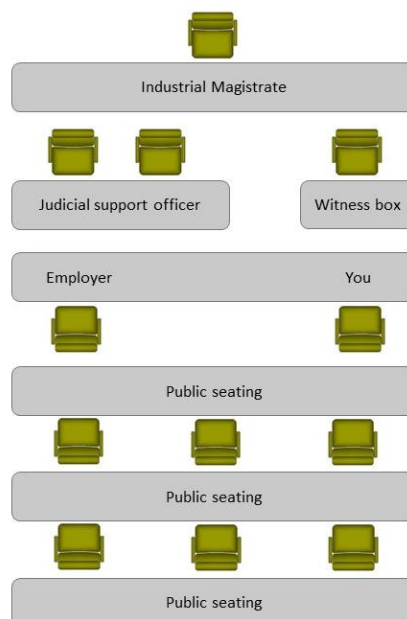 Industrial Magistrate
Judicial support officer
Witness box
Employer
You
Public seating
Public seating
Public seating